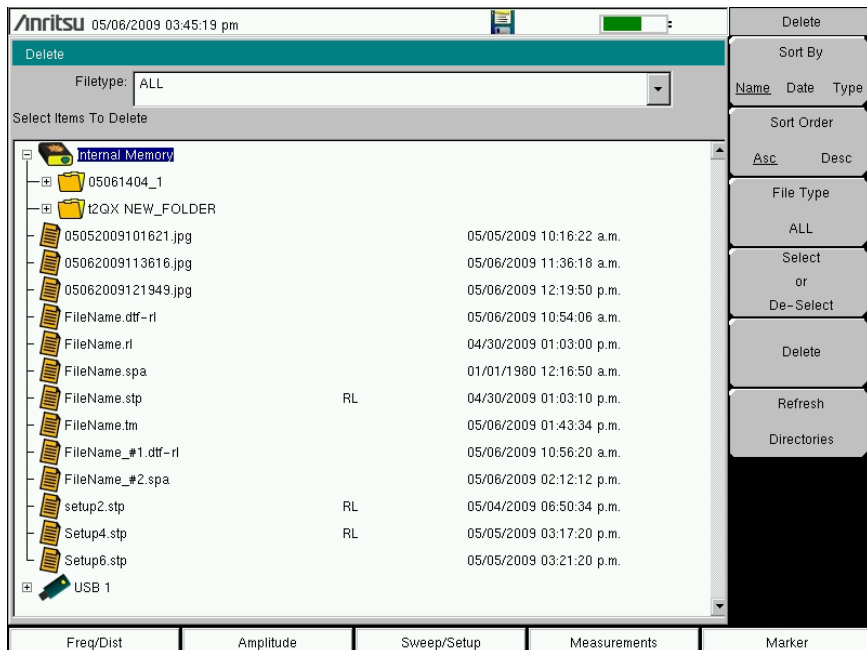 Anritsu 05/06/2009 03:45:19 pm
Delete
Filetype: ALL
Select Items To Delete
Internal Memory
05061404_1
t2QX NEW_FOLDER
05052009101621.jpg 05/05/2009 10:16:22 a.m.
05062009113616.jpg 05/06/2009 11:36:18 a.m.
05062009121949.jpg 05/06/2009 12:19:50 p.m.
FileName.dtf-rl 05/06/2009 10:54:06 a.m.
FileName.rl 04/30/2009 01:03:00 p.m.
FileName.spa 01/01/1980 12:16:50 a.m.
FileName.stp RL 04/30/2009 01:03:10 p.m.
FileName.tm 05/06/2009 01:43:34 p.m.
FileName_#1.dtf-rl 05/06/2009 10:56:20 a.m.
FileName_#2.spa 05/06/2009 02:12:12 p.m.
setup2.stp RL 05/04/2009 06:50:34 p.m.
Setup4.stp RL 05/05/2009 03:17:20 p.m.
Setup6.stp 05/05/2009 03:21:20 p.m.
USB 1
Delete
Sort By
Name Date Type
Sort Order
Asc Desc
File Type
ALL
Select
or
De-Select
Delete
Refresh
Directories
Freq/Dist Amplitude Sweep/Setup Measurements Marker